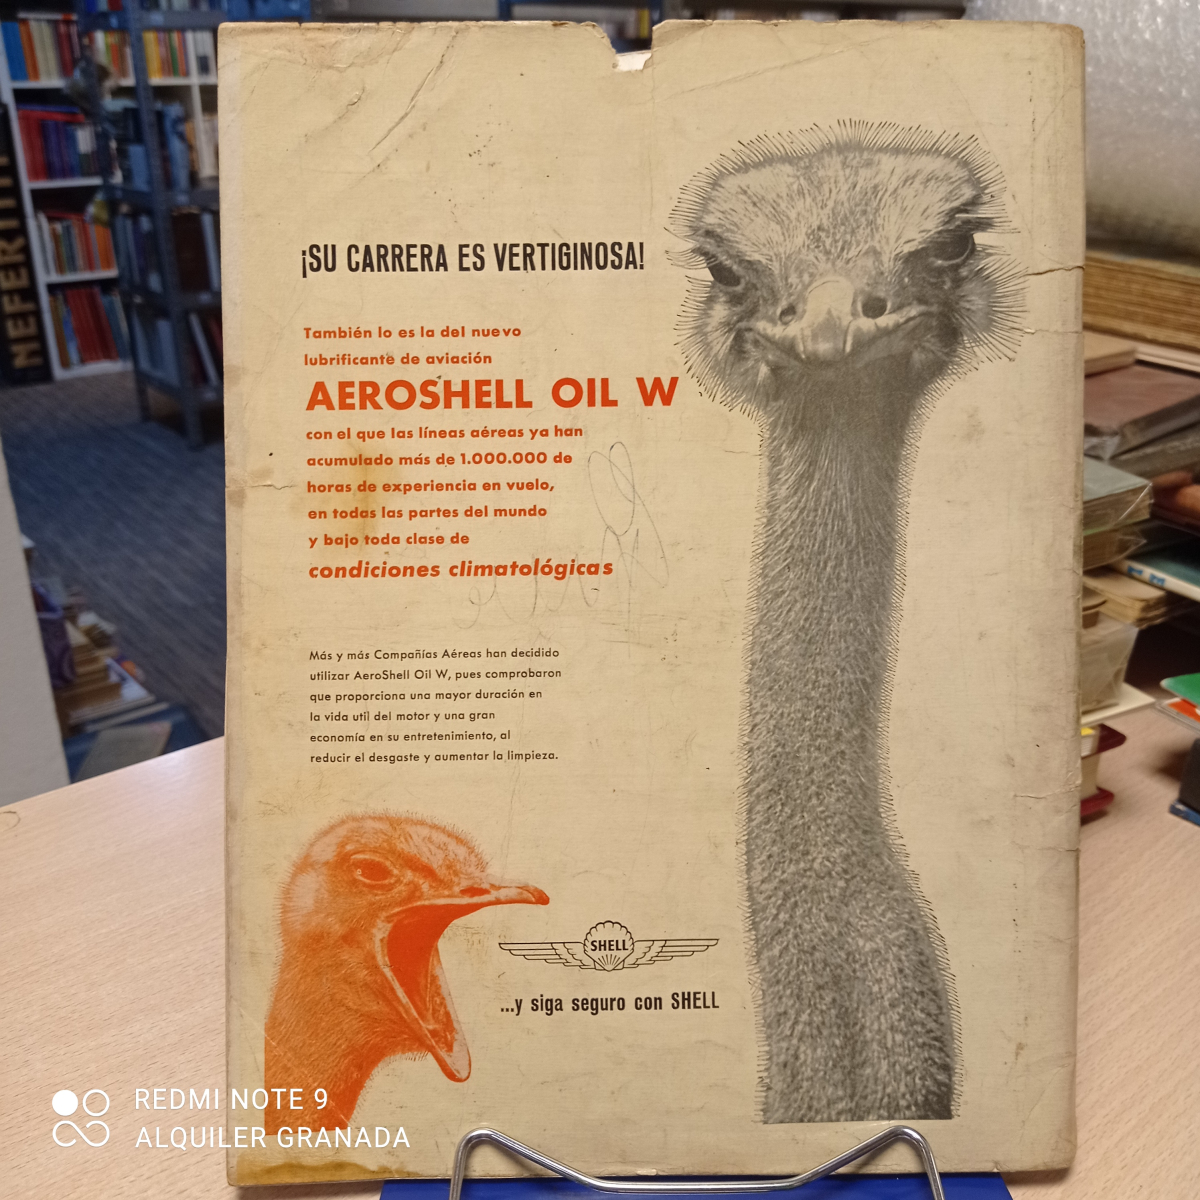 ¡SU CARRERA ES VERTIGINOSA!
También lo es la del nuevo
lubrificante de aviación
AEROSHELL OIL W
con el que las líneas aéreas ya han
acumulado más de 1.000.000 de
horas de experiencia en vuelo,
en todas las partes del mundo
y bajo toda clase de
condiciones climatológicas
Más y más Compañías Aéreas han decidido
utilizar AeroShell Oil W, pues comprobaron
que proporciona una mayor duración en
la vida util del motor y una gran
economía en su entretenimiento, al
reducir el desgaste y aumentar la limpieza.
SHELL
...y siga seguro con SHELL
REDMI NOTE 9
ALQUILER GRANADA